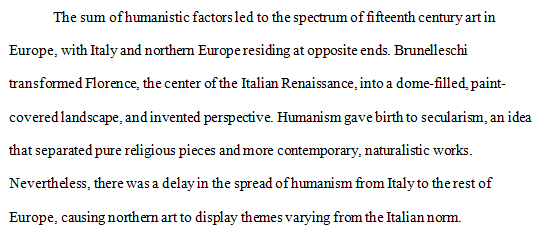 The sum of humanistic factors led to the spectrum of fifteenth century art in
Europe, with Italy and northern Europe residing at opposite ends. Brunelleschi
transformed Florence, the center of the Italian Renaissance, into a dome-filled, paint-
covered landscape, and invented perspective. Humanism gave birth to secularism, an idea
that separated pure religious pieces and more contemporary, naturalistic works.
Nevertheless, there was a delay in the spread of humanism from Italy to the rest of
Europe, causing northern art to display themes varying from the Italian norm.